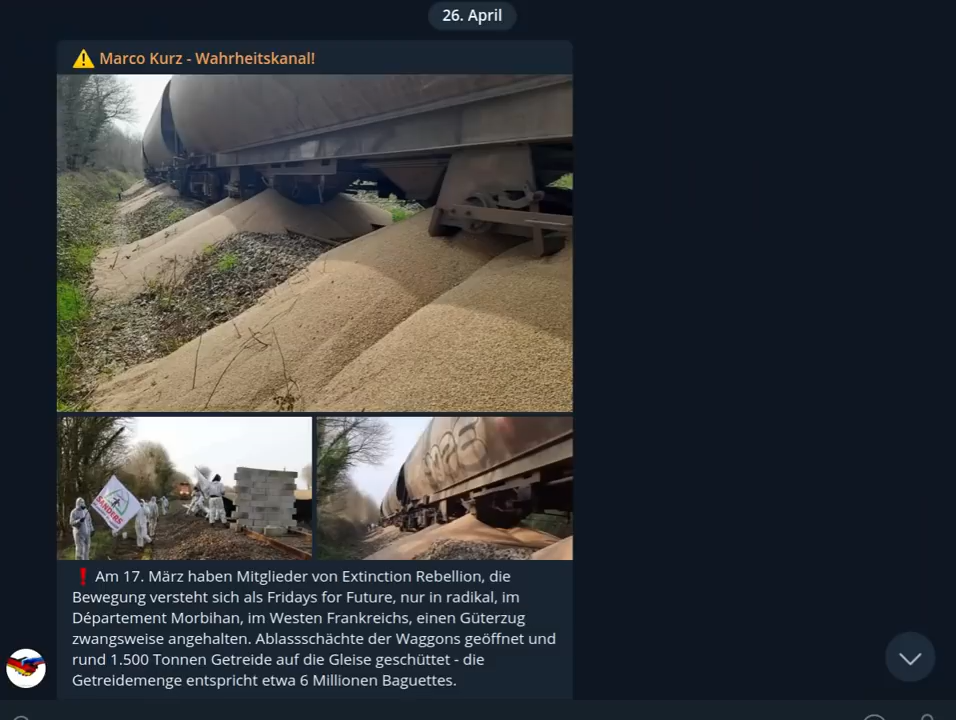 26. April
Marco Kurz - Wahrheitskanal!
SANDERS
Am 17. März haben Mitglieder von Extinction Rebellion, die
Bewegung versteht sich als Fridays for Future, nur in radikal, im
Département Morbihan, im Westen Frankreichs, einen Güterzug
zwangsweise angehalten. Ablassschächte der Waggons geöffnet und
rund 1.500 Tonnen Getreide auf die Gleise geschüttet - die
Getreidemenge entspricht etwa 6 Millionen Baguettes.